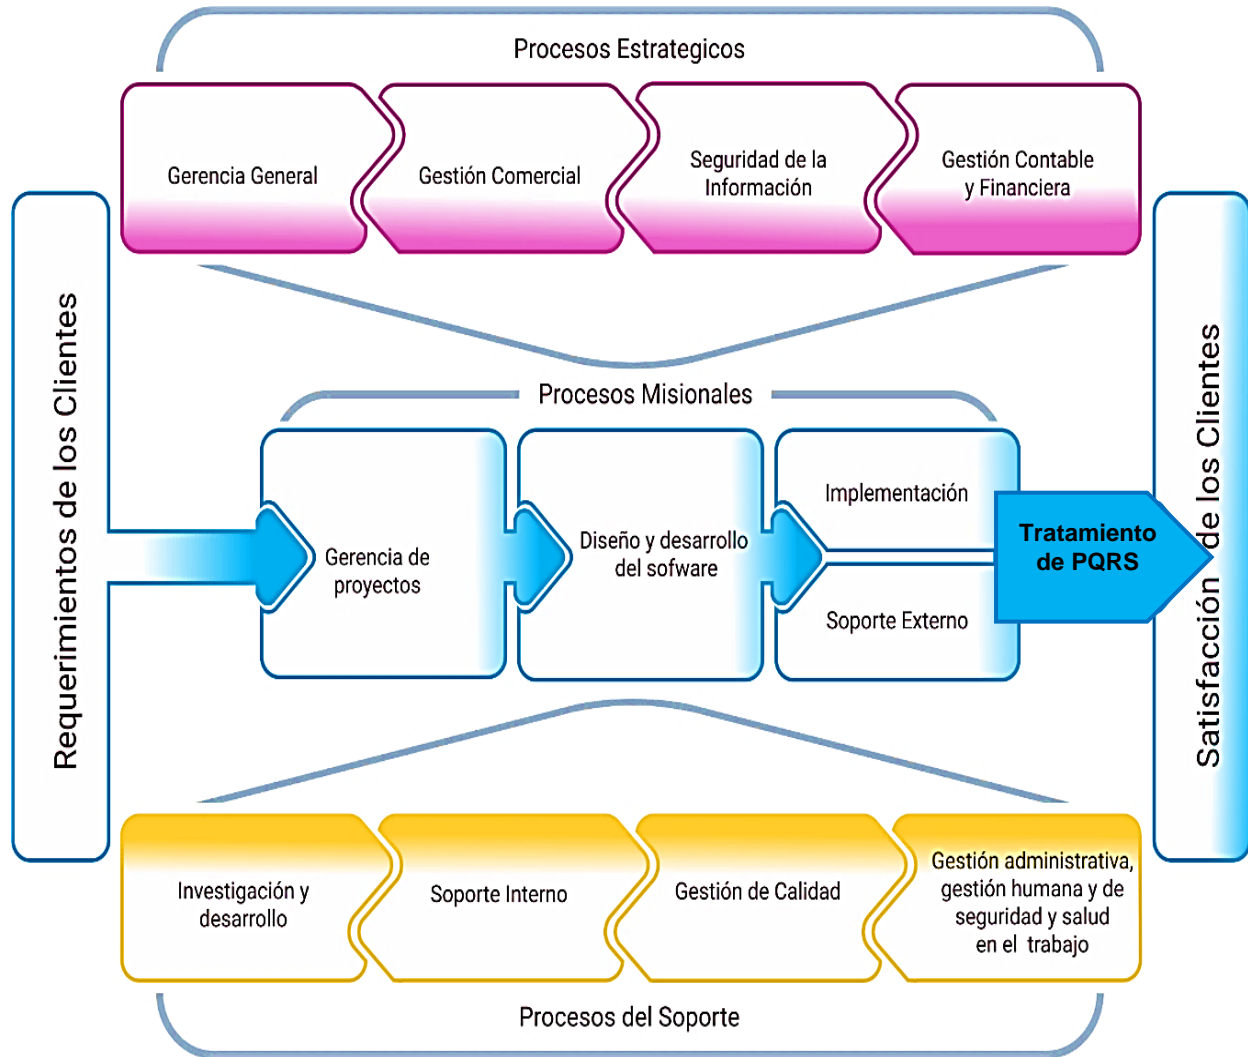 Procesos Estrategicos
Gerencia General
Gestión Comercial
Seguridad de la
Información
Gestión Contable
y Financiera
Requerimientos de los Clientes
Procesos Misionales
Gerencia de
proyectos
Diseño y desarrollo
del sofware
Implementación
Soporte Externo
Tratamiento
de PQRS
Satisfacción de los Clientes
Investigación y
desarrollo
Soporte Interno
Gestión de Calidad
Gestión administrativa,
gestión humana y de
seguridad y salud
en el trabajo
Procesos del Soporte